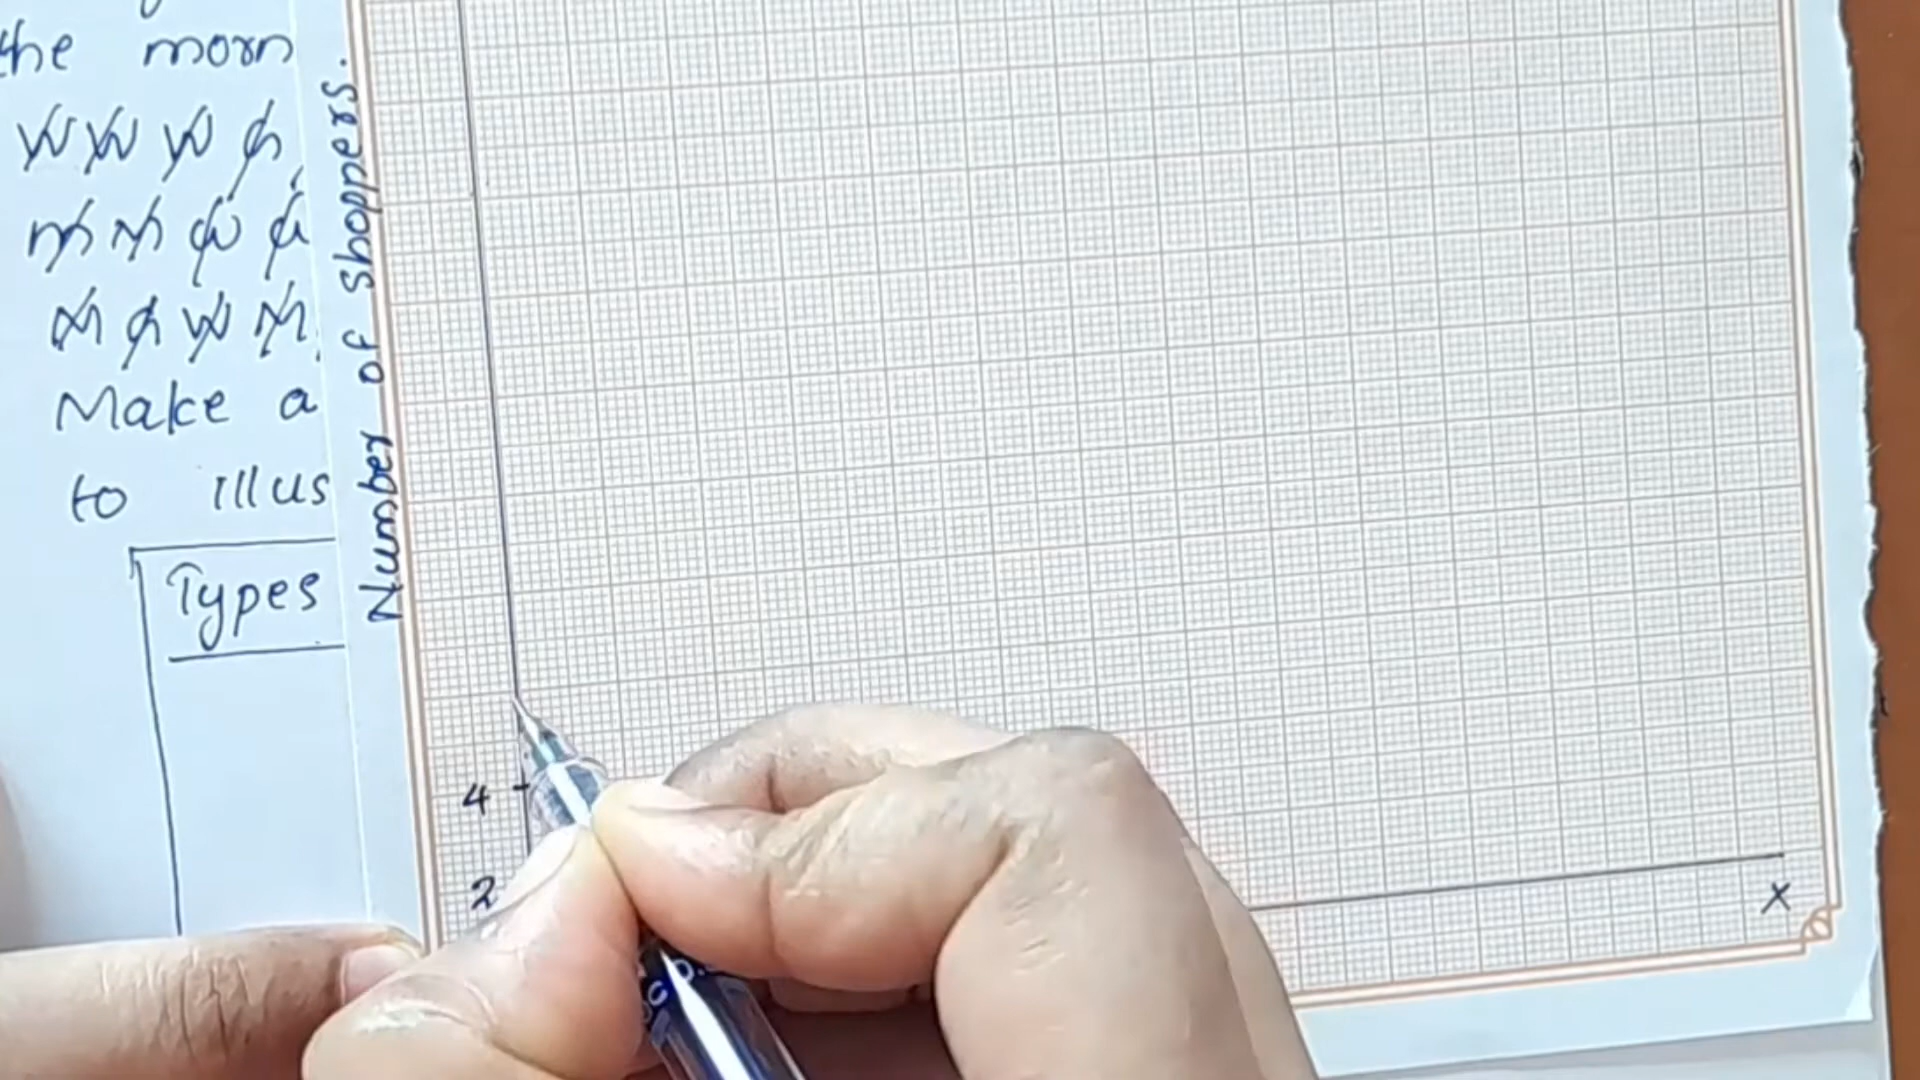 the morn
W W W G
M M G G
M G W M
Make a
to illus
Types
Number of shoppers.
4
2
X